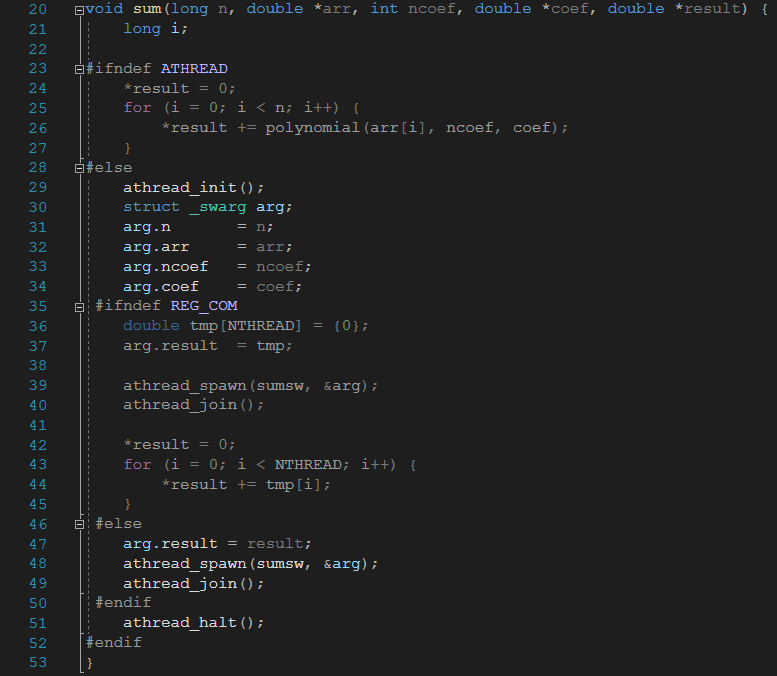 20 void sum(long n, double *arr, int ncoef, double *coef, double *result) {
21     long i;
22
23 #ifndef ATHREAD
24     *result = 0;
25     for (i = 0; i < n; i++) {
26         *result += polynomial(arr[i], ncoef, coef);
27     }
28 #else
29     athread_init();
30     struct _swarg arg;
31     arg.n       = n;
32     arg.arr     = arr;
33     arg.ncoef   = ncoef;
34     arg.coef    = coef;
35  #ifndef REG_COM
36     double tmp[NTHREAD] = {0};
37     arg.result  = tmp;
38
39     athread_spawn(sumsw, &arg);
40     athread_join();
41
42     *result = 0;
43     for (i = 0; i < NTHREAD; i++) {
44         *result += tmp[i];
45     }
46  #else
47     arg.result = result;
48     athread_spawn(sumsw, &arg);
49     athread_join();
50  #endif
51     athread_halt();
52 #endif
53 }